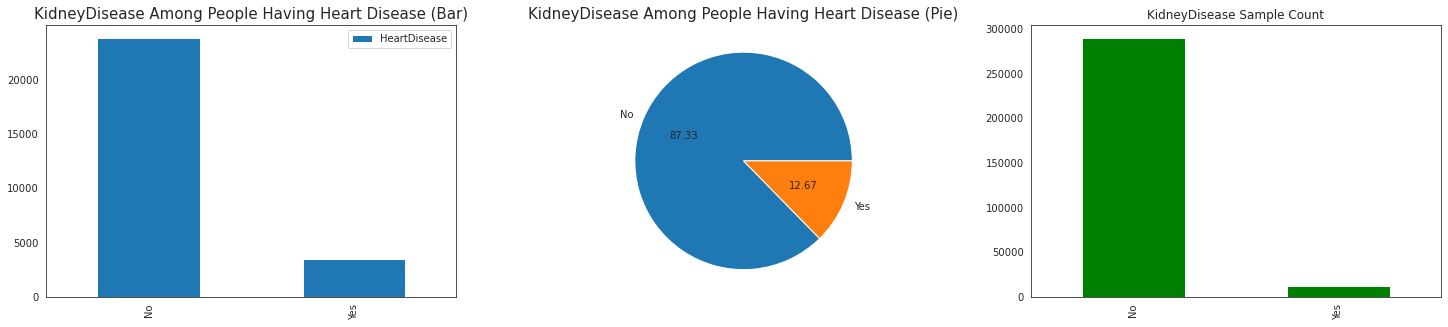 KidneyDisease Among People Having Heart Disease (Bar)
HeartDisease
20000
15000
10000
5000
0
No
Yes
KidneyDisease Among People Having Heart Disease (Pie)
No
87.33
12.67
Yes
KidneyDisease Sample Count
300000
250000
200000
150000
100000
50000
0
No
Yes